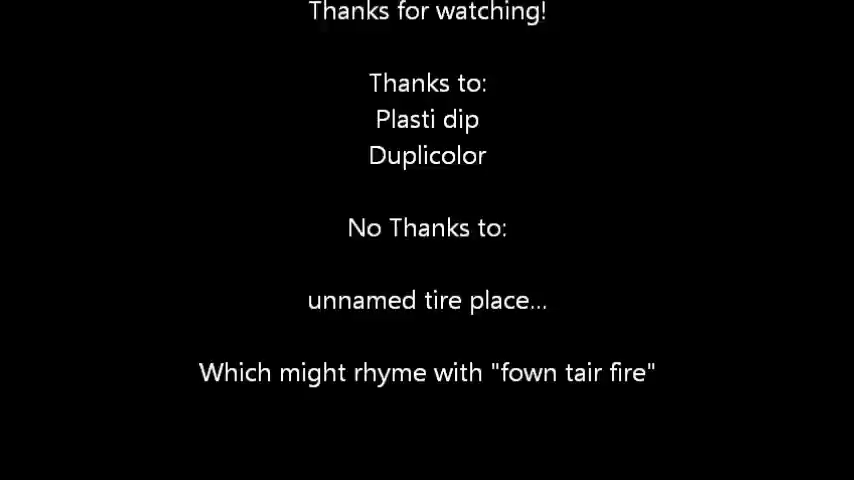 Thanks for watching!
Thanks to:
Plasti dip
Duplicolor
No Thanks to:
unnamed tire place...
Which might rhyme with "fown tair fire"